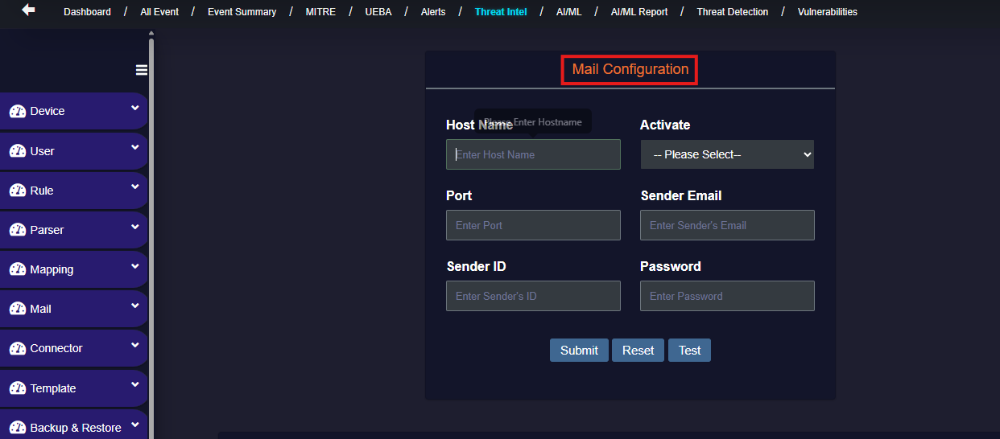 Dashboard / All Event / Event Summary / MITRE / UEBA / Alerts / Threat Intel / AI/ML / AI/ML Report / Threat Detection / Vulnerabilities
Device
User
Rule
Parser
Mapping
Mail
Connector
Template
Backup & Restore
Mail Configuration
Please Enter Hostname
Host Name
Activate
Enter Host Name
-- Please Select--
Port
Sender Email
Enter Port
Enter Sender's Email
Sender ID
Password
Enter Sender's ID
Enter Password
Submit Reset Test